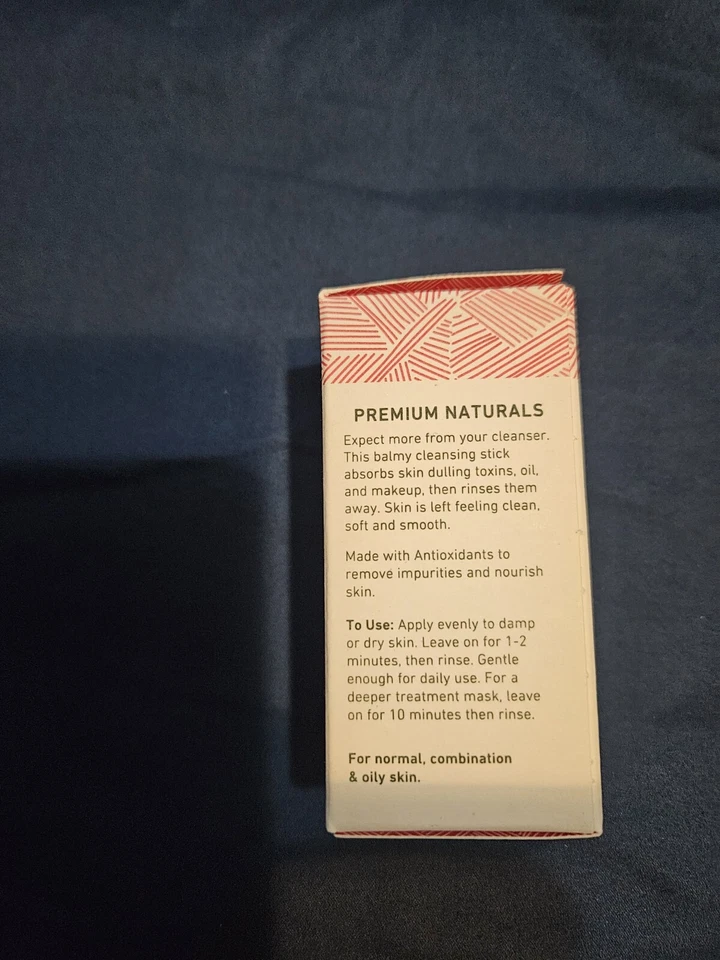 PREMIUM NATURALS
Expect more from your cleanser.
This balmy cleansing stick
absorbs skin dulling toxins, oil,
and makeup, then rinses them
away. Skin is left feeling clean,
soft and smooth.
Made with Antioxidants to
remove impurities and nourish
skin.
To Use: Apply evenly to damp
or dry skin. Leave on for 1-2
minutes, then rinse. Gentle
enough for daily use. For a
deeper treatment mask, leave
on for 10 minutes then rinse.
For normal, combination
& oily skin.